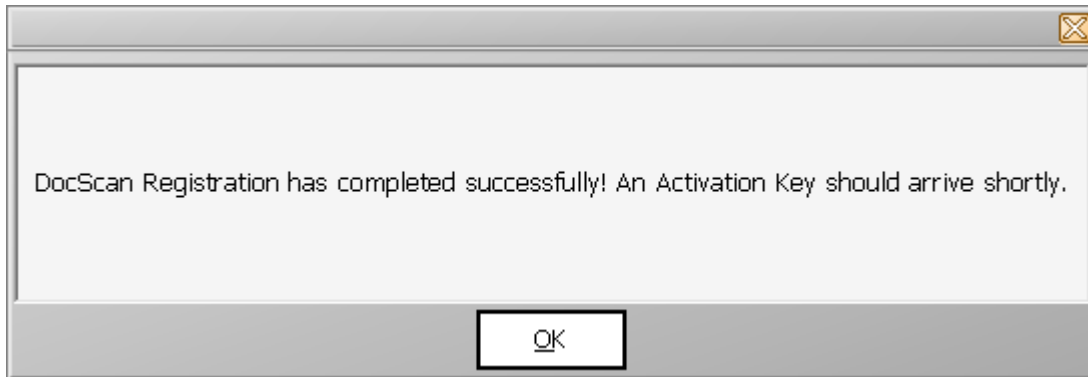 DocScan Registration has completed successfully! An Activation Key should arrive shortly.
OK